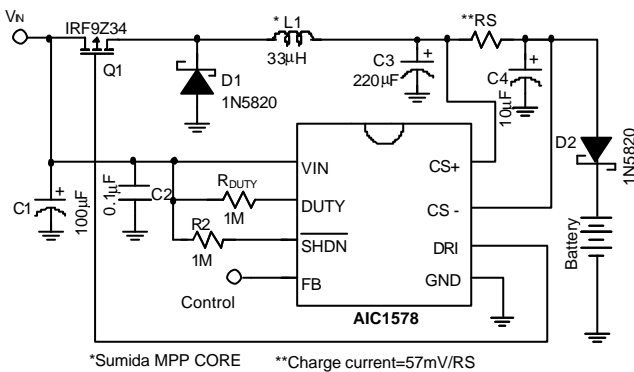 VIN
IRF9Z34
Q1
* L1
33µH
**RS
D1
1N5820
C3
220µF
C4
10µF
D2
1N5820
C1
100µF
0.1µF
C2
RDUTY
1M
R2
1M
Control
VIN
DUTY
SHDN
FB
CS+
CS -
DRI
GND
Battery
AIC1578
*Sumida MPP CORE **Charge current=57mV/RS